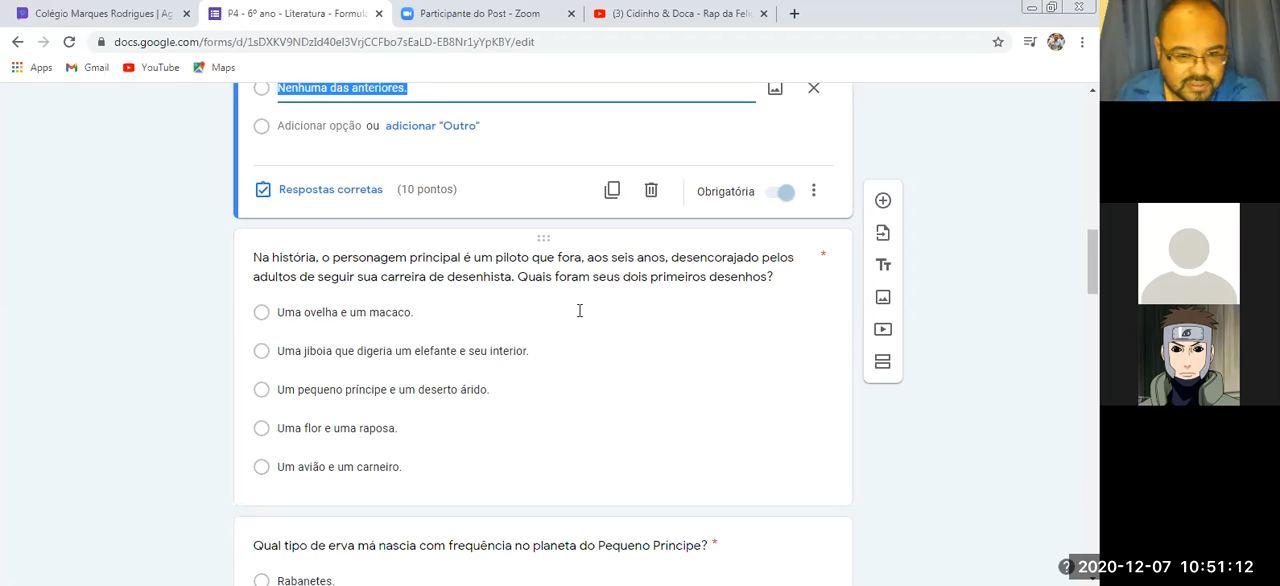 Colégio Marques Rodrigues | Ag
P4 - 6º ano - Literatura - Formula
Participante do Post - Zoom
(3) Cidinho & Doca - Rap da Feli
docs.google.com/forms/d/1sDXKV9NDzId40el3VrjCCFbo7sEaLD-EB8Nr1yYpKBY/edit
Apps
Gmail
YouTube
Maps
Nenhuma das anteriores.
Adicionar opção ou adicionar "Outro"
Respostas corretas (10 pontos)
Obrigatória
Na história, o personagem principal é um piloto que fora, aos seis anos, desencorajado pelos *
adultos de seguir sua carreira de desenhista. Quais foram seus dois primeiros desenhos?
Uma ovelha e um macaco.
Uma jiboia que digeria um elefante e seu interior.
Um pequeno príncipe e um deserto árido.
Uma flor e uma raposa.
Um avião e um carneiro.
Qual tipo de erva má nascia com frequência no planeta do Pequeno Príncipe? *
Rabanetes.
2020-12-07 10:51:12